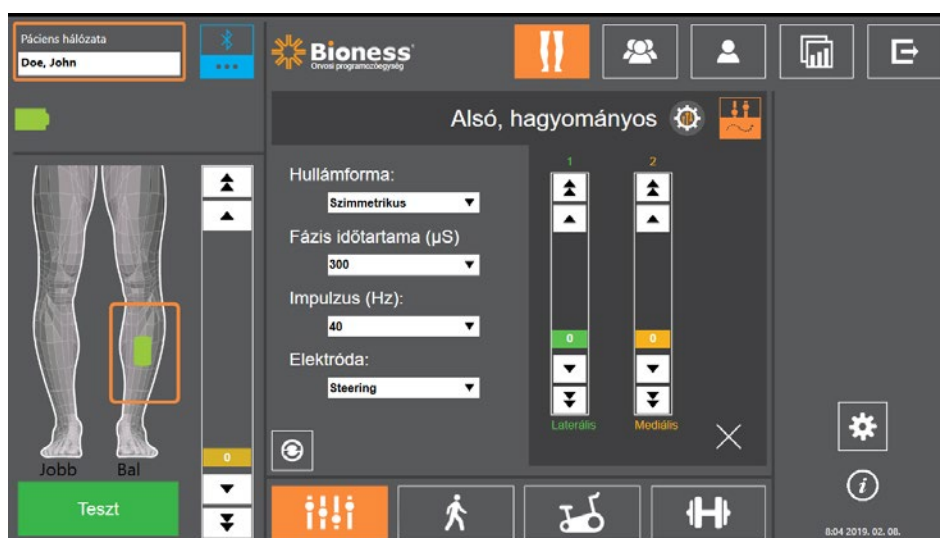 Páciens hálózata
Doe, John
Bioness
Orvosi programozóegység
Alsó, hagyományos
Hullámforma:
Szimmetrikus
Fázis időtartama (µS)
300
Impulzus (Hz):
40
Elektróda:
Steering
1
2
0
0
Laterális
Mediális
Jobb
Bal
0
Teszt
i
8:04 2019. 02. 08.